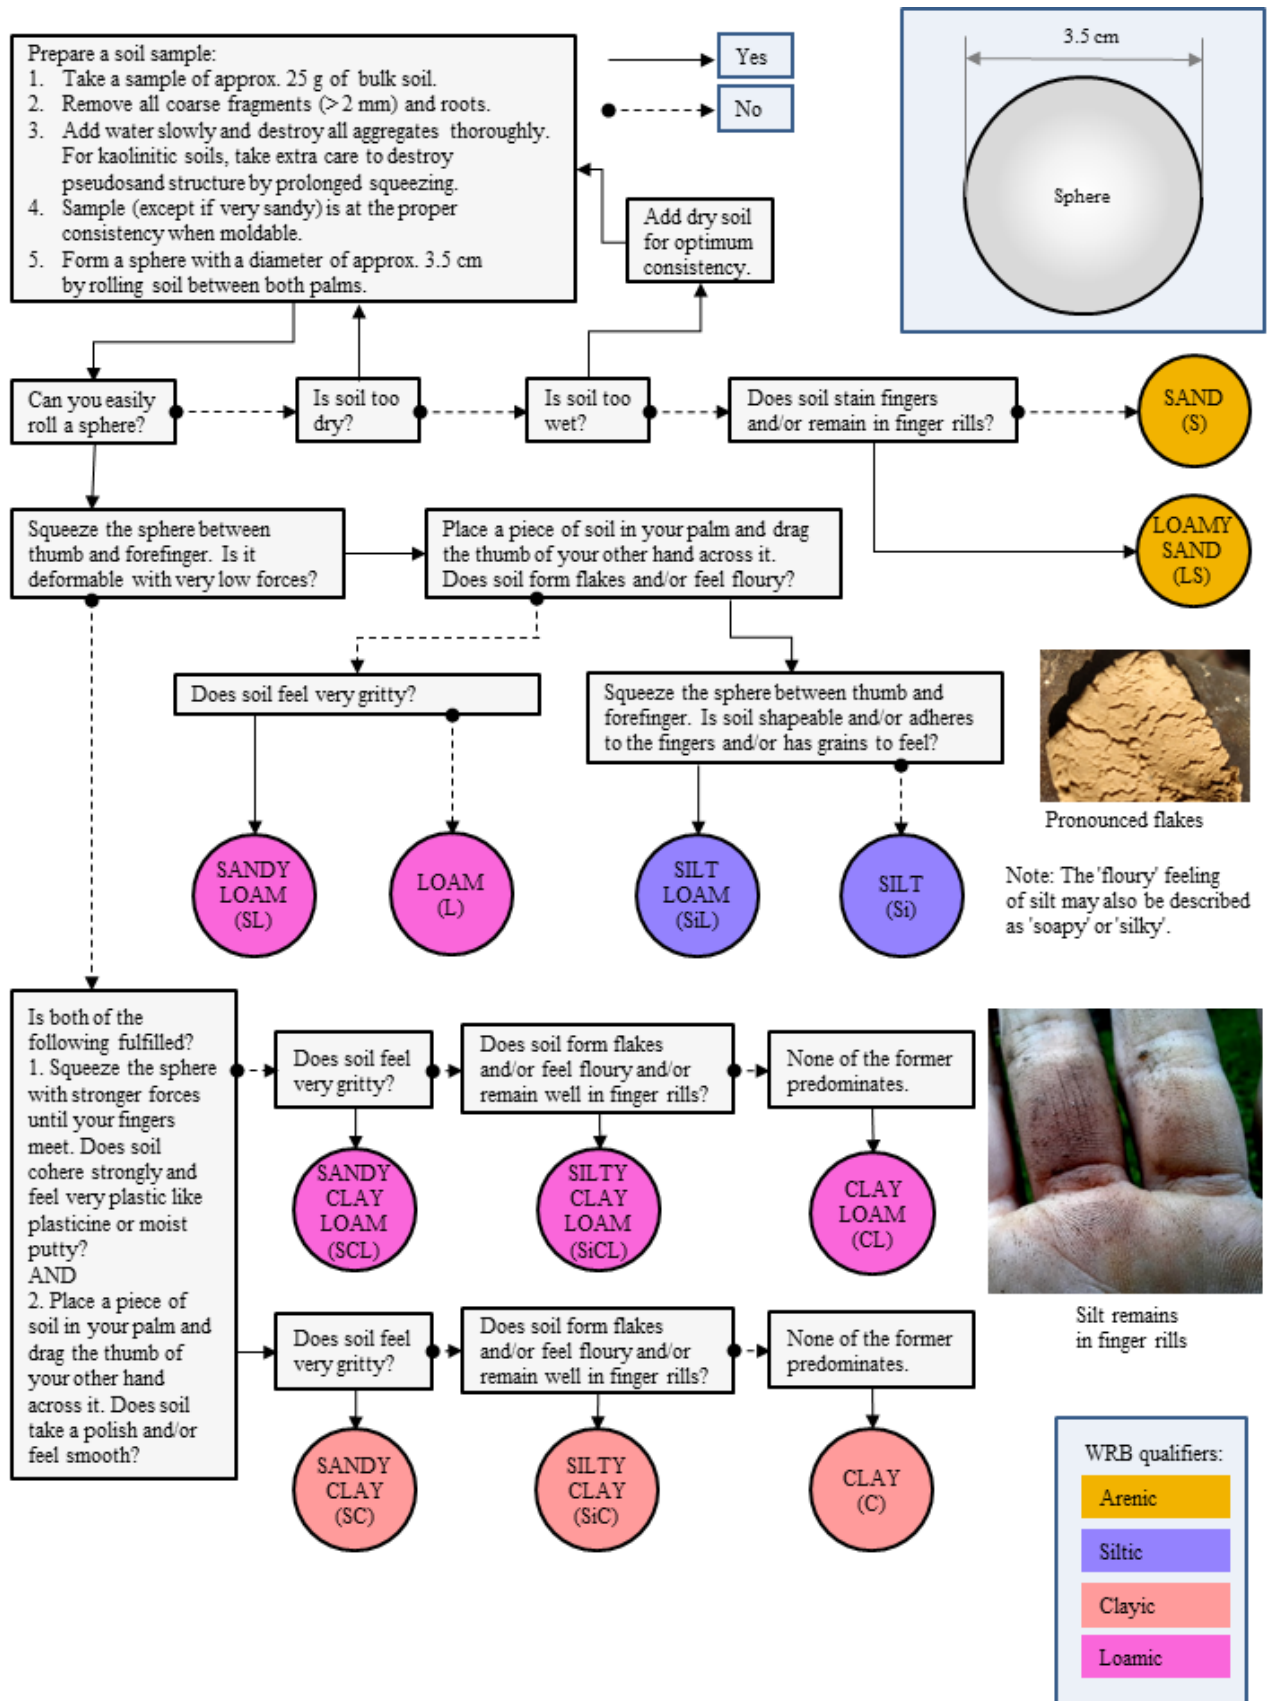 Prepare a soil sample:
1. Take a sample of approx. 25 g of bulk soil.
2. Remove all coarse fragments (> 2 mm) and roots.
3. Add water slowly and destroy all aggregates thoroughly.
For kaolinitic soils, take extra care to destroy
pseudosand structure by prolonged squeezing.
4. Sample (except if very sandy) is at the proper
consistency when moldable.
5. Form a sphere with a diameter of approx. 3.5 cm
by rolling soil between both palms.
Yes
No
3.5 cm
Sphere
Add dry soil
for optimum
consistency.
Can you easily
roll a sphere?
Is soil too
dry?
Is soil too
wet?
Does soil stain fingers
and/or remain in finger rills?
SAND
(S)
LOAMY
SAND
(LS)
Squeeze the sphere between
thumb and forefinger. Is it
deformable with very low forces?
Place a piece of soil in your palm and drag
the thumb of your other hand across it.
Does soil form flakes and/or feel floury?
Does soil feel very gritty?
Squeeze the sphere between thumb and
forefinger. Is soil shapeable and/or adheres
to the fingers and/or has grains to feel?
SANDY
LOAM
(SL)
LOAM
(L)
SILT
LOAM
(SiL)
SILT
(Si)
Pronounced flakes
Note: The 'floury' feeling
of silt may also be described
as 'soapy' or 'silky'.
Is both of the
following fulfilled?
1. Squeeze the sphere
with stronger forces
until your fingers
meet. Does soil
cohere strongly and
feel very plastic like
plasticine or moist
putty?
AND
2. Place a piece of
soil in your palm and
drag the thumb of
your other hand
across it. Does soil
take a polish and/or
feel smooth?
Does soil feel
very gritty?
Does soil form flakes
and/or feel floury and/or
remain well in finger rills?
None of the former
predominates.
SANDY
CLAY
LOAM
(SCL)
SILTY
CLAY
LOAM
(SiCL)
CLAY
LOAM
(CL)
Does soil feel
very gritty?
Does soil form flakes
and/or feel floury and/or
remain well in finger rills?
None of the former
predominates.
SANDY
CLAY
(SC)
SILTY
CLAY
(SiC)
CLAY
(C)
Silt remains
in finger rills
WRB qualifiers:
Arenic
Siltic
Clayic
Loamic